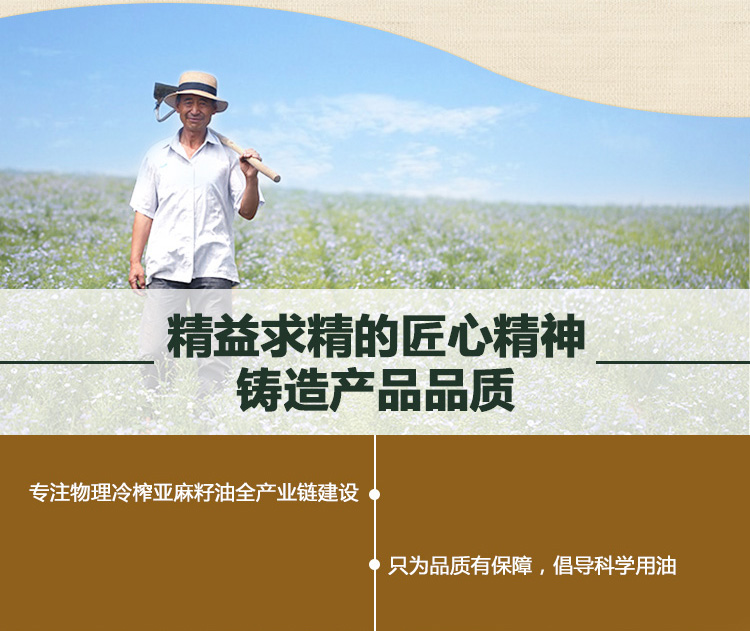 精益求精的匠心精神
铸造产品品质
专注物理冷榨亚麻籽油全产业链建设
只为品质有保障，倡导科学用油